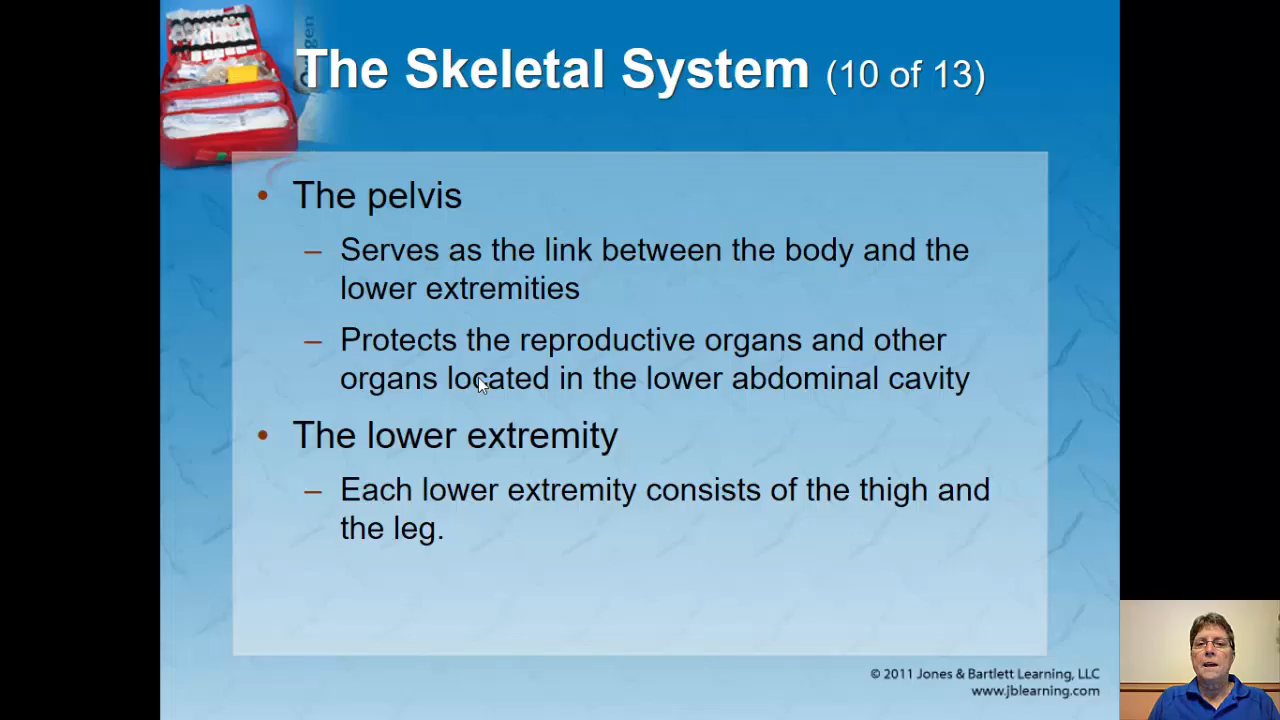 Oxygen
The Skeletal System (10 of 13)
• The pelvis
– Serves as the link between the body and the
lower extremities
– Protects the reproductive organs and other
organs located in the lower abdominal cavity
• The lower extremity
– Each lower extremity consists of the thigh and
the leg.
© 2011 Jones & Bartlett Learning, LLC
www.jblearning.com